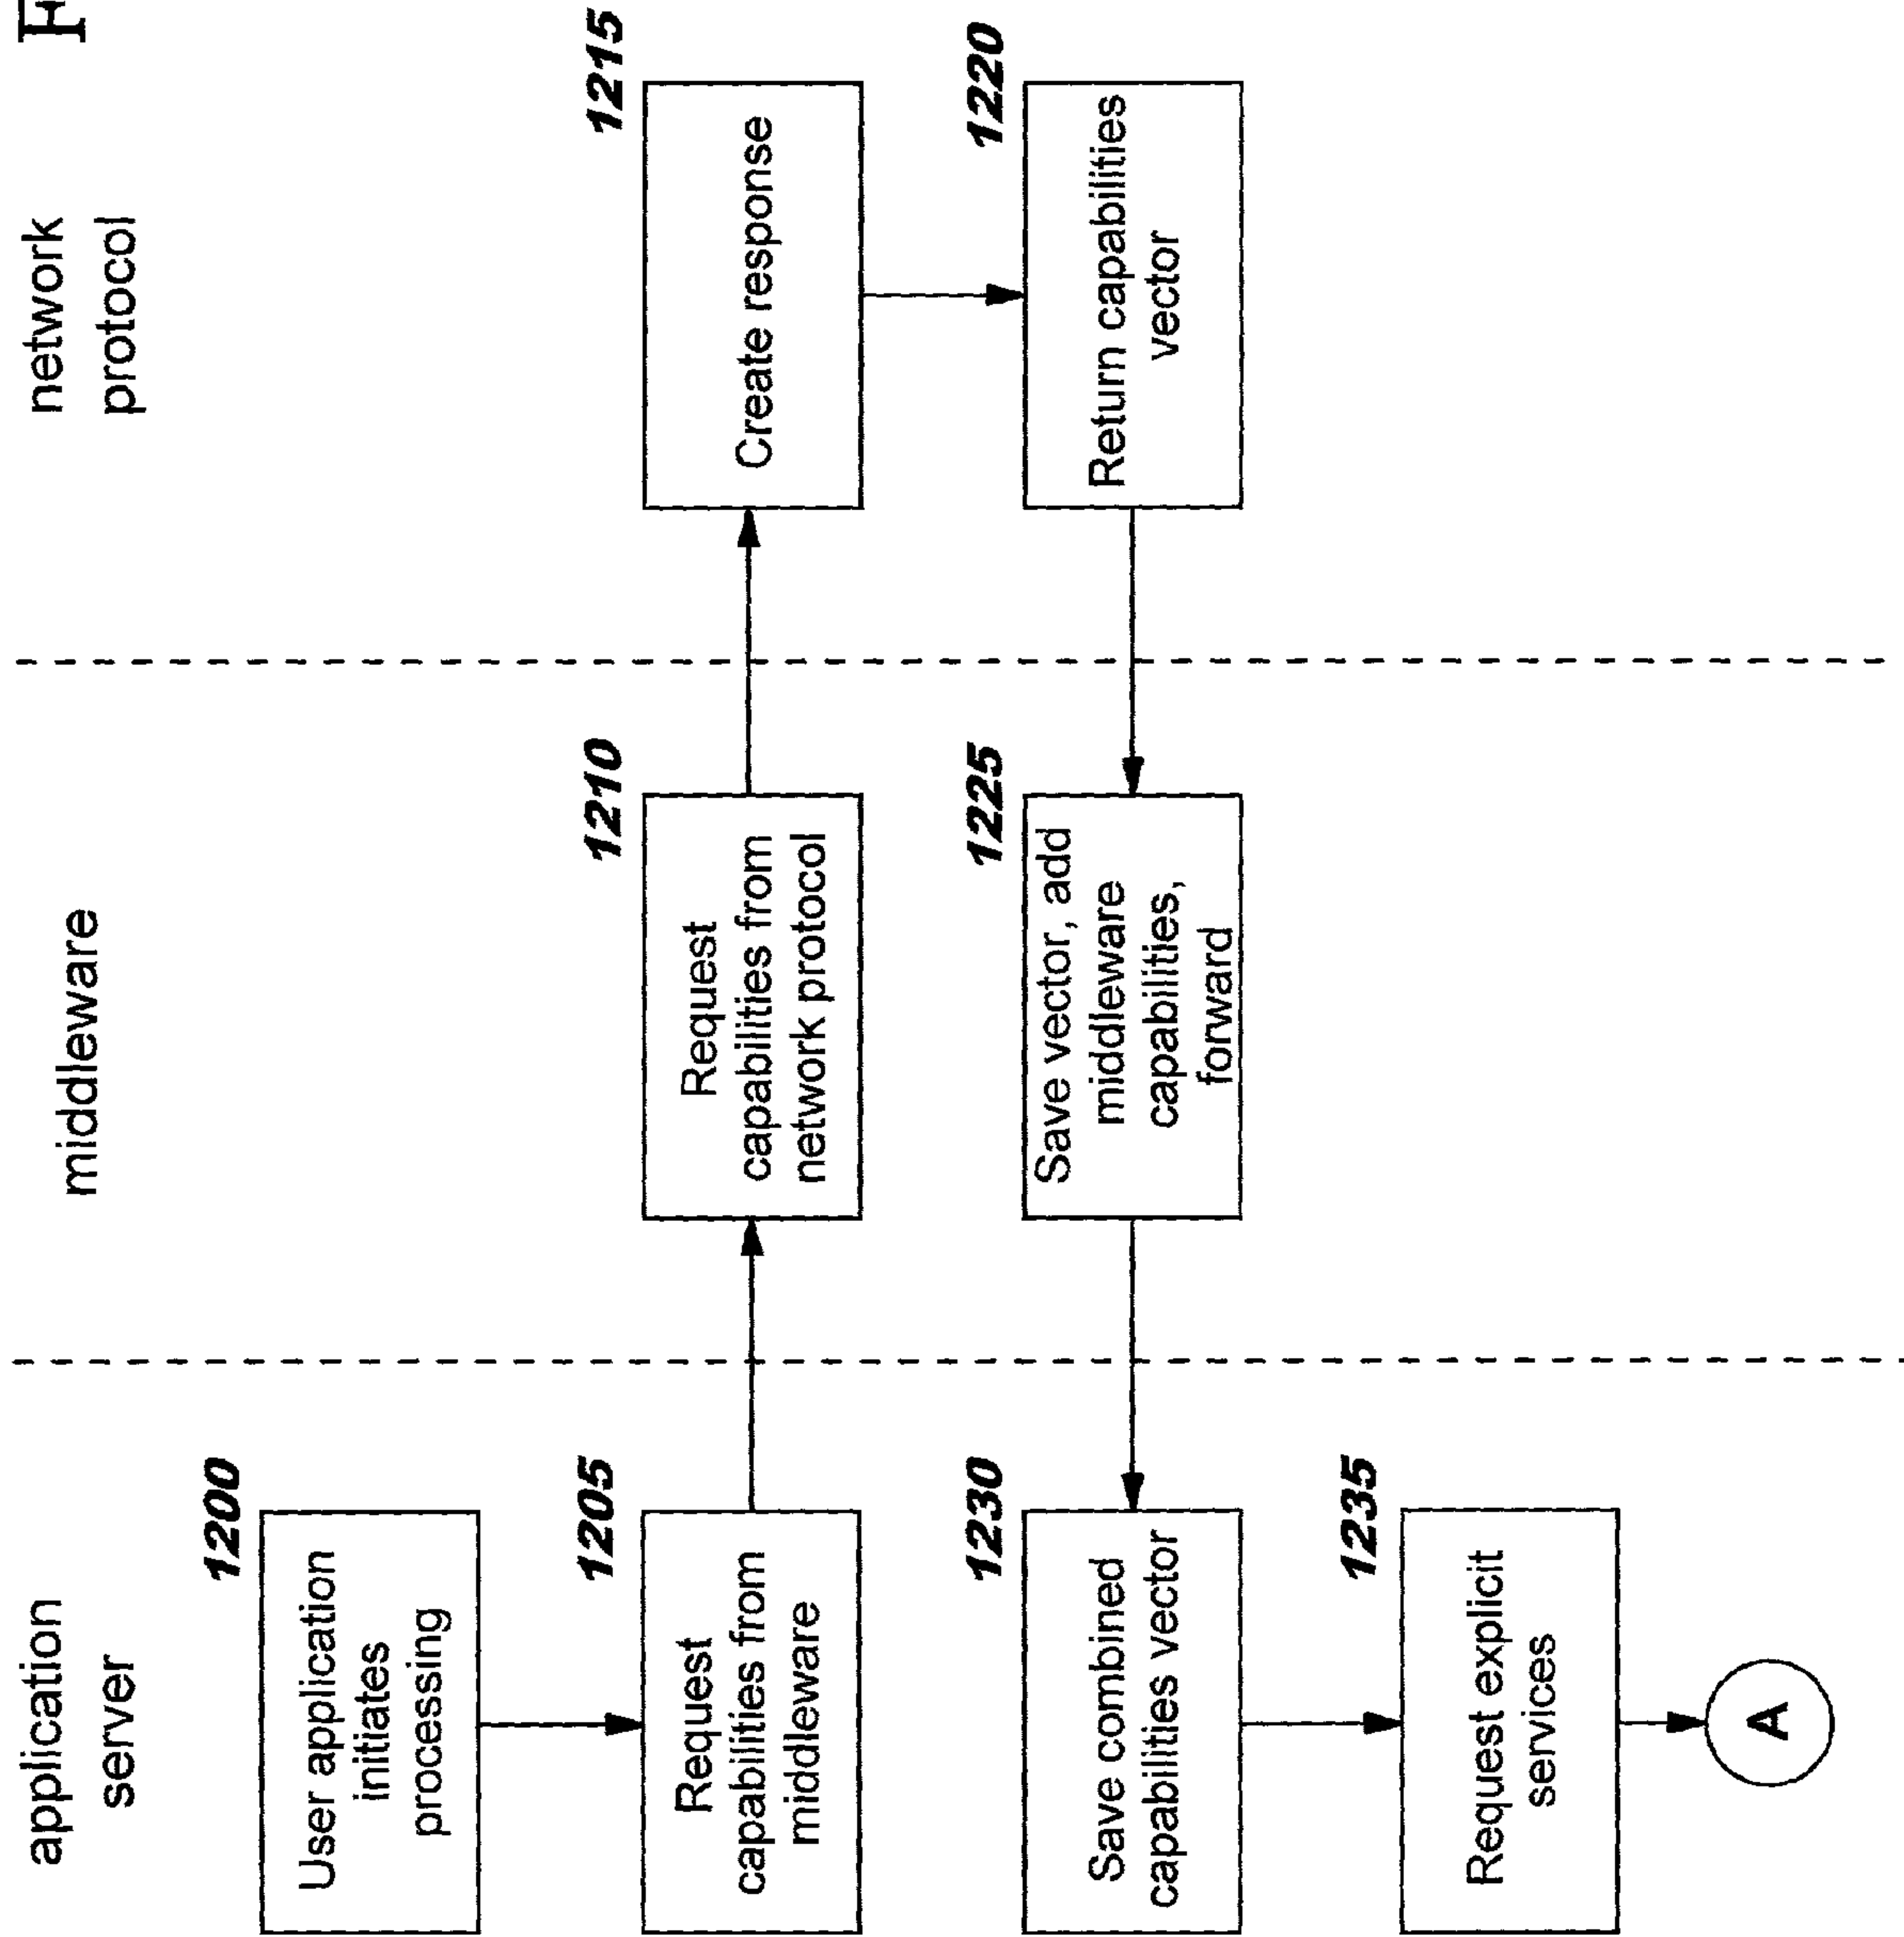 application
server
middleware
network
protocol
1200
User application
initiates
processing
1205
Request
capabilities from
middleware
1210
Request
capabilities from
network protocol
1215
Create response
1220
Return capabilities
vector
1225
Save vector, add
middleware
capabilities,
forward
1230
Save combined
capabilities vector
1235
Request explicit
services
A